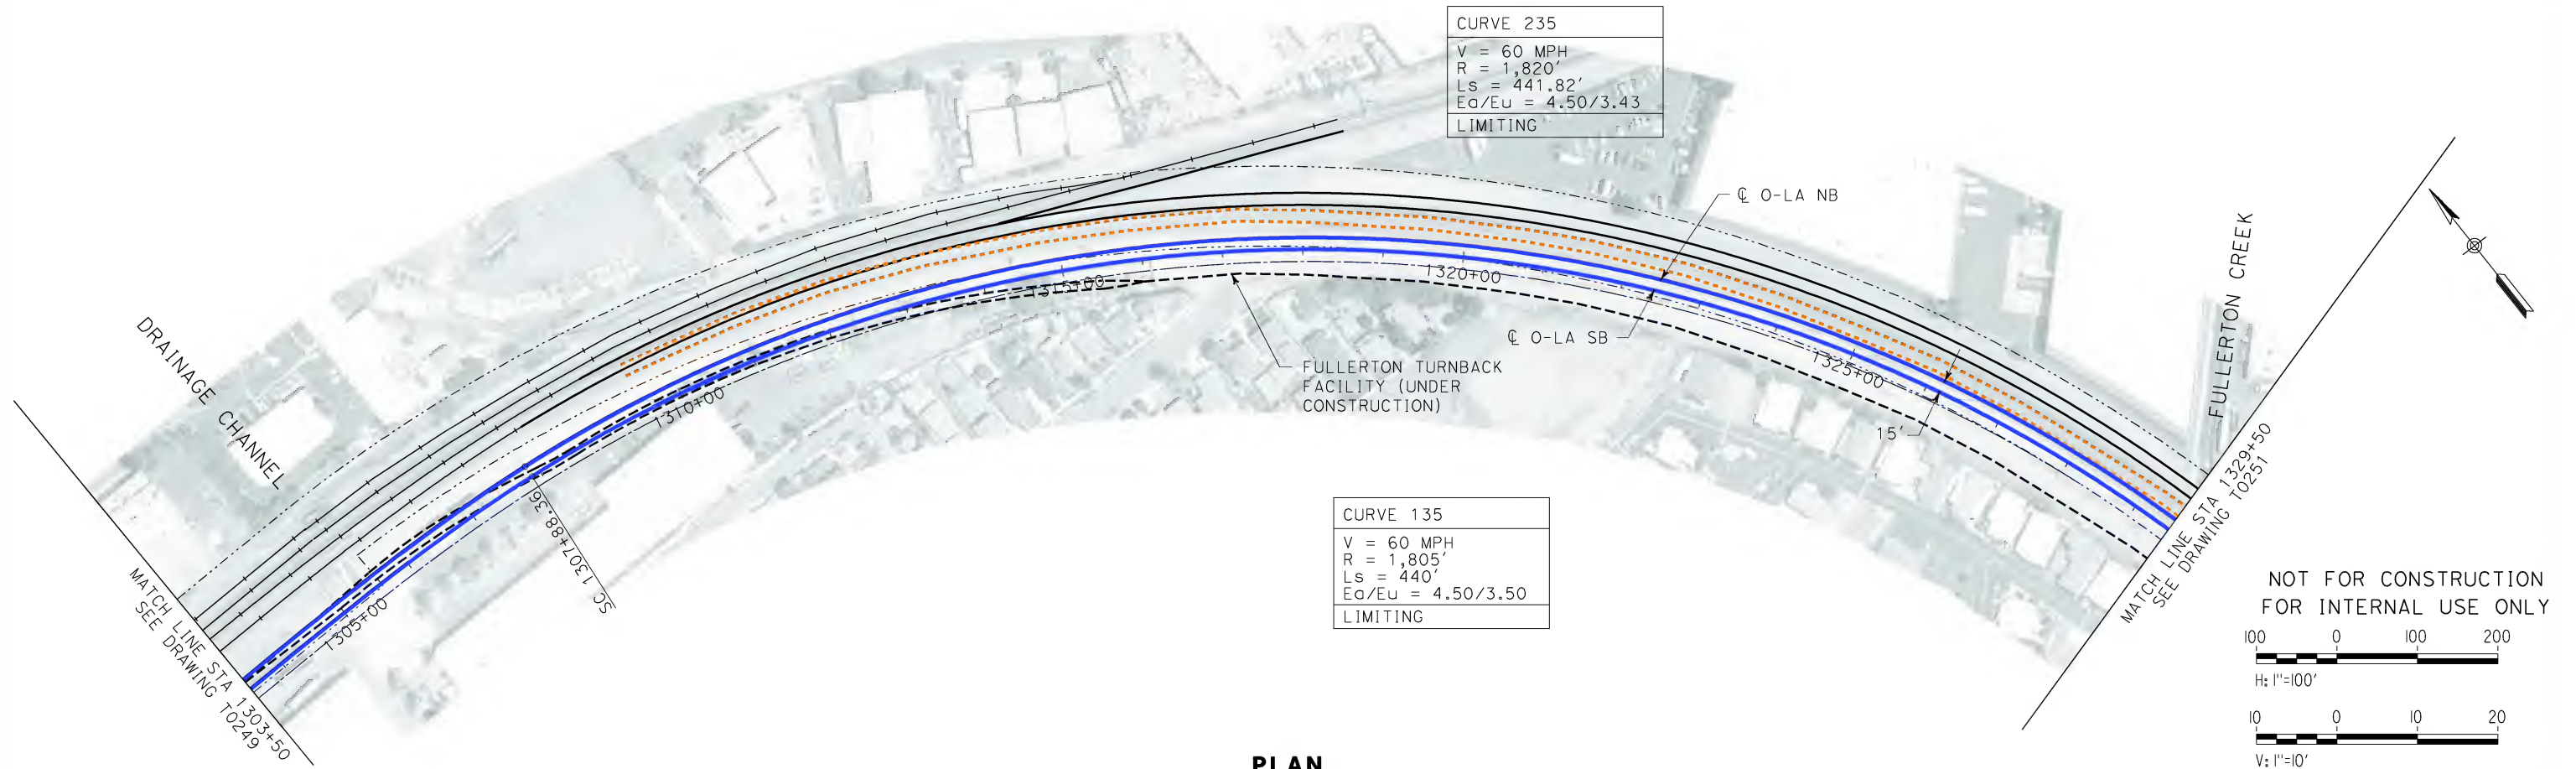 CURVE 235
V = 60 MPH
R = 1,820'
Ls = 441.82'
Ea/Eu = 4.50/3.43
LIMITING
℄ O-LA NB
FULLERTON CREEK
DRAINAGE CHANNEL
1305+00
1310+00
1315+00
1320+00
1325+00
℄ O-LA SB
FULLERTON TURNBACK
FACILITY (UNDER
CONSTRUCTION)
15'
SC 1307+88.36
CURVE 135
V = 60 MPH
R = 1,805'
Ls = 440'
Ea/Eu = 4.50/3.50
LIMITING
MATCH LINE STA 1303+50
SEE DRAWING T0249
MATCH LINE STA 1329+50
SEE DRAWING T0251
NOT FOR CONSTRUCTION
FOR INTERNAL USE ONLY
100 0 100 200
H: 1"=100'
10 0 10 20
V: 1"=10'
PLAN